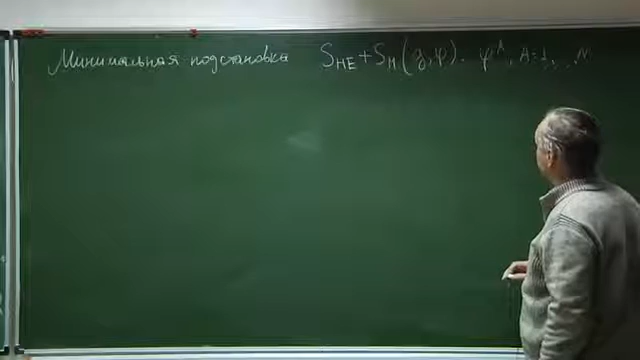 Минимальная подстановка S_HE + S_M(g, ψ). ψ^A, A=1,...,N